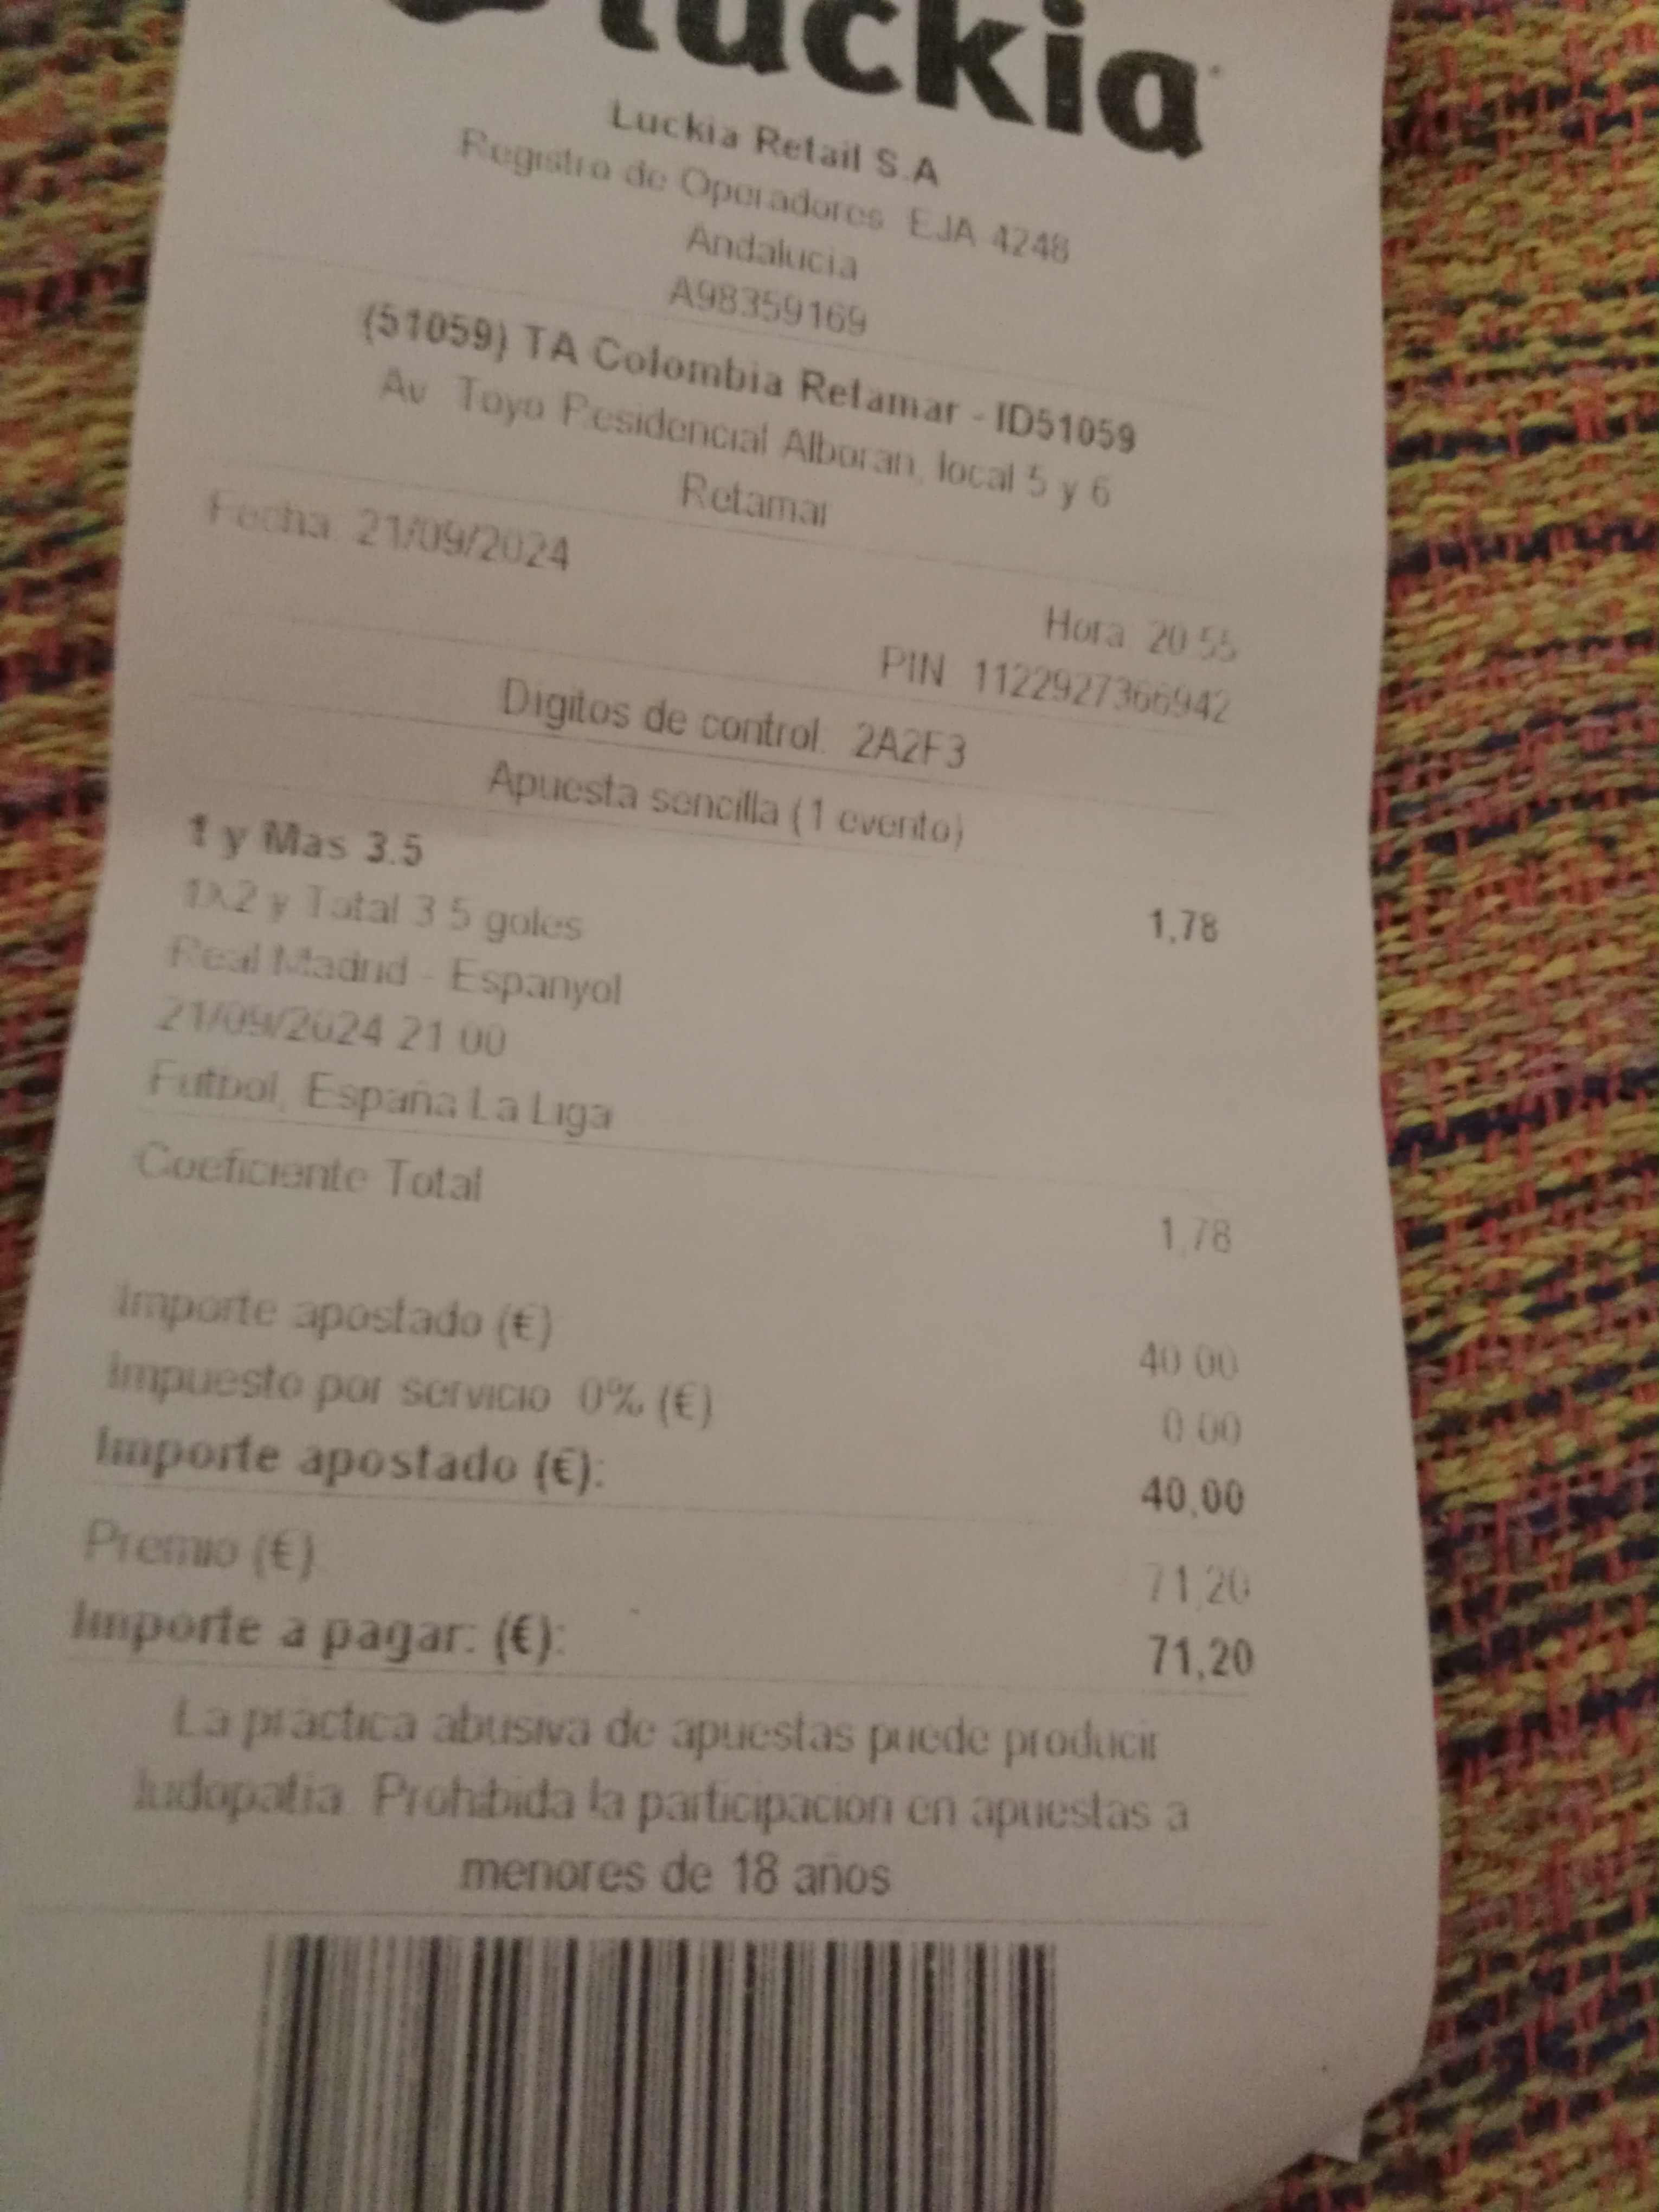 luckia
Luckia Retail S.A
Registro de Operadores EJA 4248
Andalucia
A98359169
(51059) TA Colombia Retamar - ID51059
Av Toyo Residencial Alboran, local 5 y 6
Retamar
Fecha: 21/09/2024
Hora: 20:55
PIN: 1122927366942
Digitos de control: 2A2F3
Apuesta sencilla (1 evento)
1 y Mas 3.5
1,78
1X2 y Total 3.5 goles
Real Madrid - Espanyol
21/09/2024 21:00
Futbol, España La Liga
Coeficiente Total
1,78
Importe apostado (€)
40.00
Impuesto por servicio 0% (€)
0.00
Importe apostado (€):
40,00
Premio (€)
71,20
Importe a pagar: (€):
71,20
La practica abusiva de apuestas puede producir
ludopatia. Prohibida la participacion en apuestas a
menores de 18 años